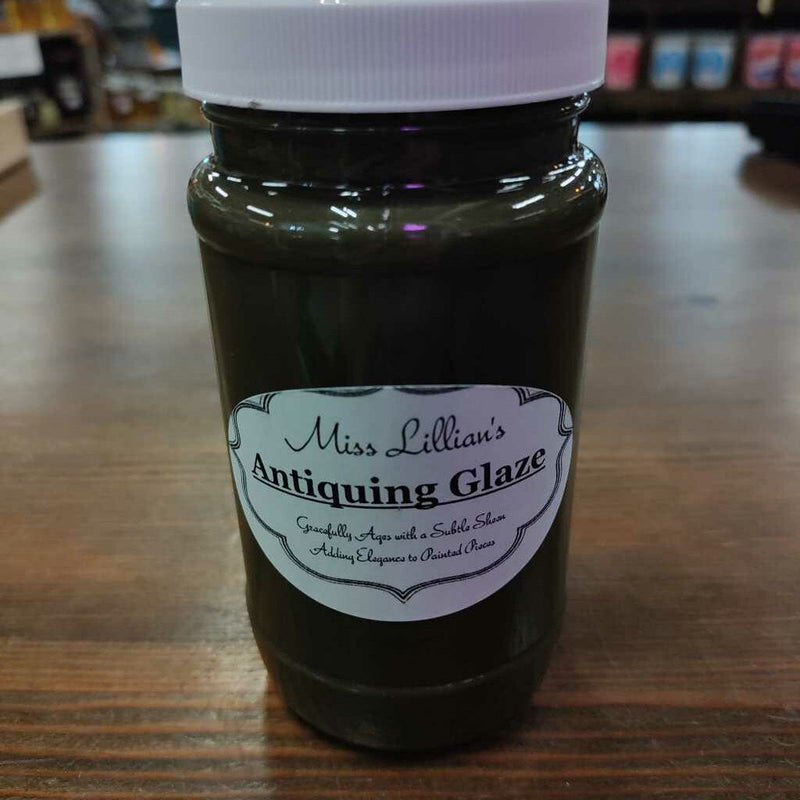 Miss Lillian's
Antiquing Glaze
Gracefully Ages with a Subtle Sheen
Adding Elegance to Painted Pieces